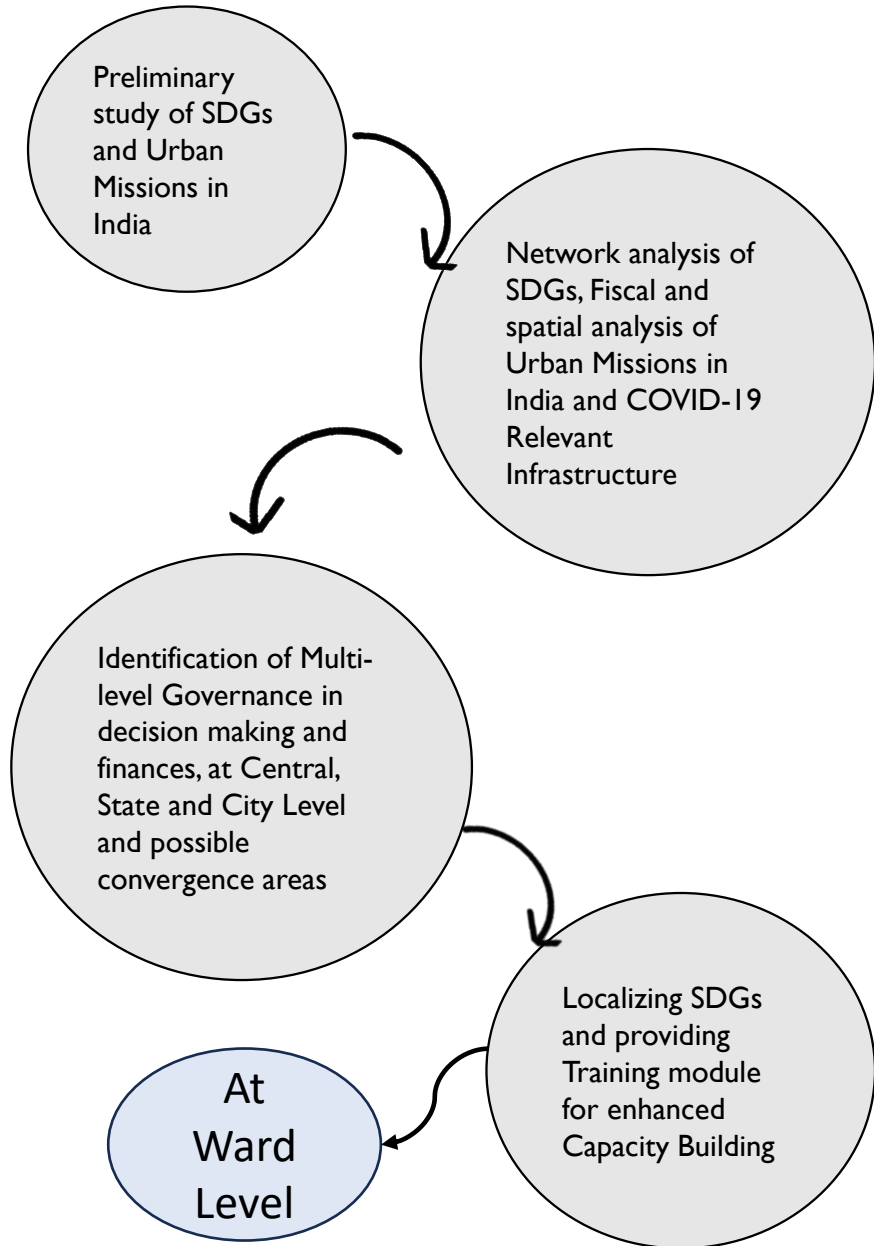 Preliminary
study of SDGs
and Urban
Missions in
India
Network analysis of
SDGs, Fiscal and
spatial analysis of
Urban Missions in
India and COVID-19
Relevant
Infrastructure
Identification of Multi-
level Governance in
decision making and
finances, at Central,
State and City Level
and possible
convergence areas
Localizing SDGs
and providing
Training module
for enhanced
Capacity Building
At
Ward
Level